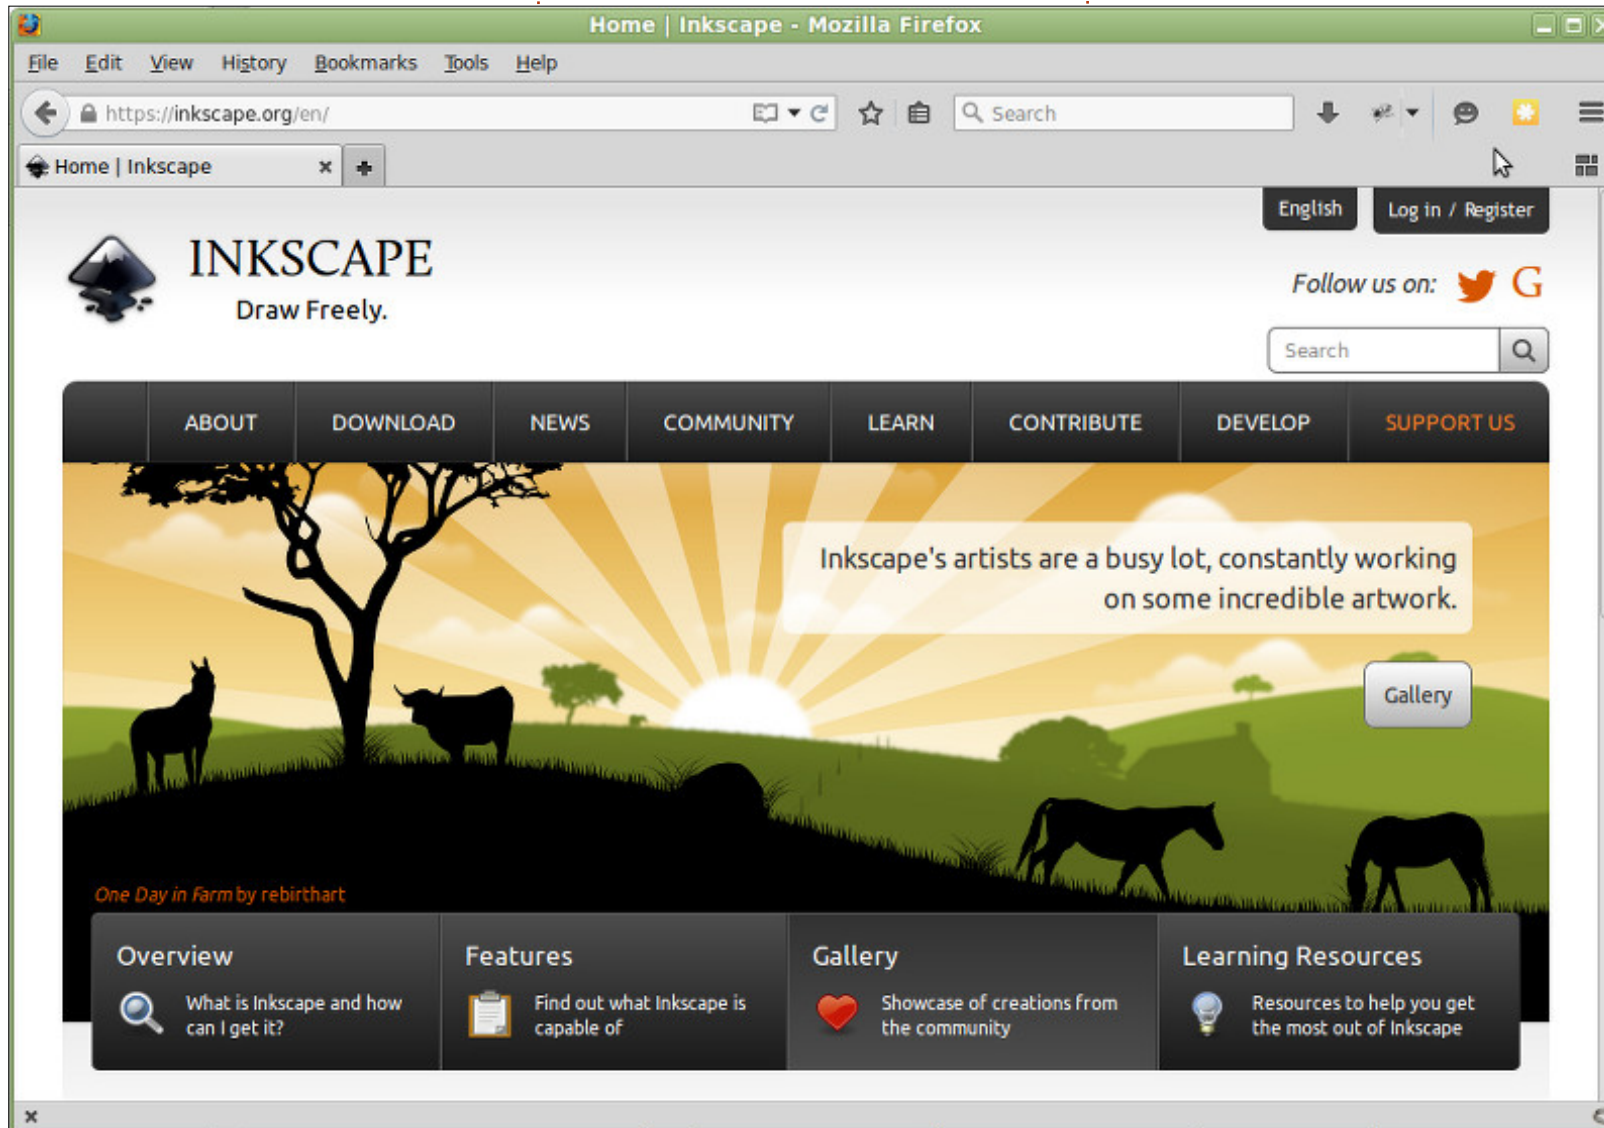 Home | Inkscape - Mozilla Firefox
File Edit View History Bookmarks Tools Help
https://inkscape.org/en/
Search
Home | Inkscape
English
Log in / Register
INKSCAPE
Draw Freely.
Follow us on:
Search
ABOUT DOWNLOAD NEWS COMMUNITY LEARN CONTRIBUTE DEVELOP SUPPORT US
Inkscape's artists are a busy lot, constantly working
on some incredible artwork.
Gallery
One Day in Farm by rebirthart
Overview
What is Inkscape and how
can I get it?
Features
Find out what Inkscape is
capable of
Gallery
Showcase of creations from
the community
Learning Resources
Resources to help you get
the most out of Inkscape